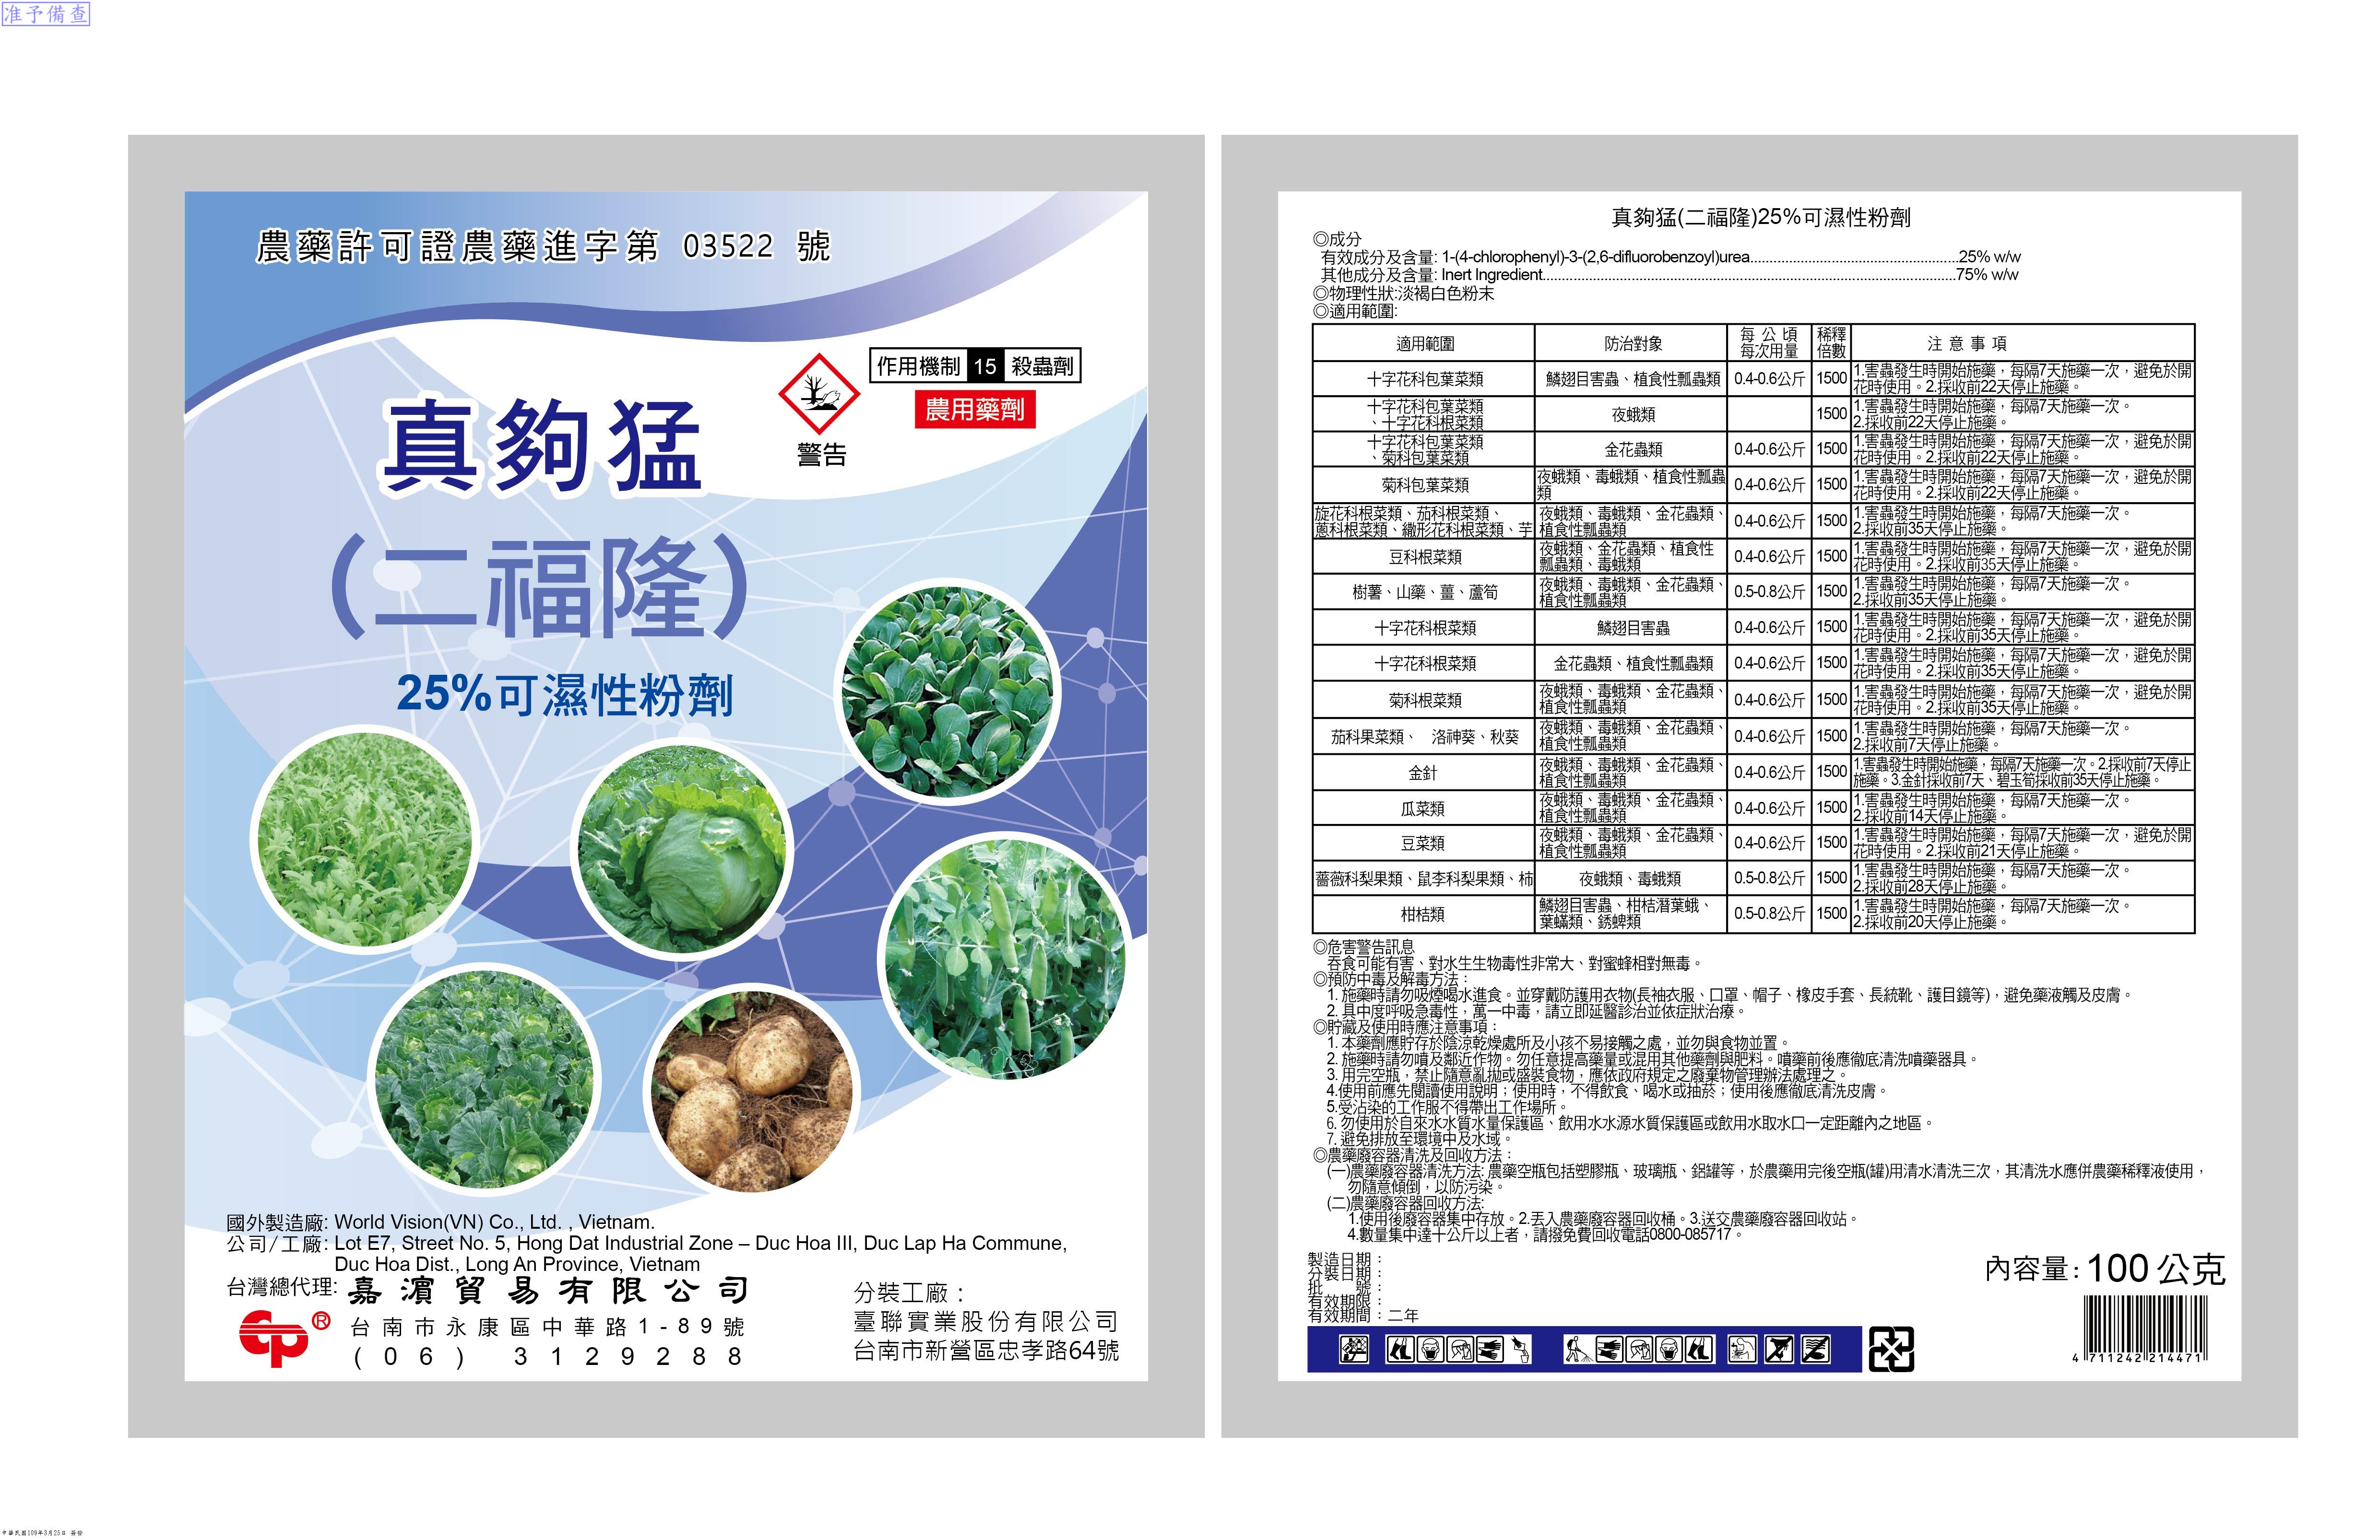 准予備查
農藥許可證農藥進字第 03522 號
作用機制 15 殺蟲劑
農用藥劑
警告
真夠猛
(二福隆)
25%可濕性粉劑
國外製造廠: World Vision(VN) Co., Ltd. , Vietnam.
公司/工廠: Lot E7, Street No. 5, Hong Dat Industrial Zone – Duc Hoa III, Duc Lap Ha Commune,
Duc Hoa Dist., Long An Province, Vietnam
台灣總代理: 嘉濱貿易有限公司
CP®
台南市永康區中華路1-89號
(06) 3129288
分裝工廠：
臺聯實業股份有限公司
台南市新營區忠孝路64號
真夠猛(二福隆)25%可濕性粉劑
◎成分
有效成分及含量: 1-(4-chlorophenyl)-3-(2,6-difluorobenzoyl)urea..................................................25% w/w
其他成分及含量: Inert Ingredient....................................................................................................75% w/w
◎物理性狀:淡褐白色粉末
◎適用範圍:
適用範圍 防治對象 每公頃每次用量 稀釋倍數 注意事項
十字花科包葉菜類 鱗翅目害蟲、植食性瓢蟲類 0.4-0.6公斤 1500 1.害蟲發生時開始施藥，每隔7天施藥一次，避免於開
花時使用。2.採收前22天停止施藥。
十字花科包葉菜類
、十字花科根菜類 夜蛾類 1500 1.害蟲發生時開始施藥，每隔7天施藥一次。
2.採收前22天停止施藥。
十字花科包葉菜類
、菊科包葉菜類 金花蟲類 0.4-0.6公斤 1500 1.害蟲發生時開始施藥，每隔7天施藥一次，避免於開
花時使用。2.採收前22天停止施藥。
菊科包葉菜類 夜蛾類、毒蛾類、植食性瓢蟲
類 0.4-0.6公斤 1500 1.害蟲發生時開始施藥，每隔7天施藥一次，避免於開
花時使用。2.採收前22天停止施藥。
旋花科根菜類、茄科根菜類、
蔥科根菜類、繖形花科根菜類、芋 夜蛾類、毒蛾類、金花蟲類、
植食性瓢蟲類 0.4-0.6公斤 1500 1.害蟲發生時開始施藥，每隔7天施藥一次。
2.採收前35天停止施藥。
豆科根菜類 夜蛾類、金花蟲類、植食性
瓢蟲類、毒蛾類 0.4-0.6公斤 1500 1.害蟲發生時開始施藥，每隔7天施藥一次，避免於開
花時使用。2.採收前35天停止施藥。
樹薯、山藥、薑、蘆筍 夜蛾類、毒蛾類、金花蟲類、
植食性瓢蟲類 0.5-0.8公斤 1500 1.害蟲發生時開始施藥，每隔7天施藥一次。
2.採收前35天停止施藥。
十字花科根菜類 鱗翅目害蟲 0.4-0.6公斤 1500 1.害蟲發生時開始施藥，每隔7天施藥一次，避免於開
花時使用。2.採收前35天停止施藥。
十字花科根菜類 金花蟲類、植食性瓢蟲類 0.4-0.6公斤 1500 1.害蟲發生時開始施藥，每隔7天施藥一次，避免於開
花時使用。2.採收前35天停止施藥。
菊科根菜類 夜蛾類、毒蛾類、金花蟲類、
植食性瓢蟲類 0.4-0.6公斤 1500 1.害蟲發生時開始施藥，每隔7天施藥一次，避免於開
花時使用。2.採收前35天停止施藥。
茄科果菜類、 洛神葵、秋葵 夜蛾類、毒蛾類、金花蟲類、
植食性瓢蟲類 0.4-0.6公斤 1500 1.害蟲發生時開始施藥，每隔7天施藥一次。
2.採收前7天停止施藥。
金針 夜蛾類、毒蛾類、金花蟲類、
植食性瓢蟲類 0.4-0.6公斤 1500 1.害蟲發生時開始施藥，每隔7天施藥一次。2.採收前7天停止
施藥。3.金針採收前7天、碧玉筍採收前35天停止施藥。
瓜菜類 夜蛾類、毒蛾類、金花蟲類、
植食性瓢蟲類 0.4-0.6公斤 1500 1.害蟲發生時開始施藥，每隔7天施藥一次。
2.採收前14天停止施藥。
豆菜類 夜蛾類、毒蛾類、金花蟲類、
植食性瓢蟲類 0.4-0.6公斤 1500 1.害蟲發生時開始施藥，每隔7天施藥一次，避免於開
花時使用。2.採收前21天停止施藥。
薔薇科梨果類、鼠李科梨果類、柿 夜蛾類、毒蛾類 0.5-0.8公斤 1500 1.害蟲發生時開始施藥，每隔7天施藥一次。
2.採收前28天停止施藥。
柑桔類 鱗翅目害蟲、柑桔潛葉蛾、
葉蟎類、銹蜱類 0.5-0.8公斤 1500 1.害蟲發生時開始施藥，每隔7天施藥一次。
2.採收前20天停止施藥。
◎危害警告訊息
吞食可能有害、對水生生物毒性非常大、對蜜蜂相對無毒。
◎預防中毒及解毒方法：
1. 施藥時請勿吸煙喝水進食。並穿戴防護用衣物(長袖衣服、口罩、帽子、橡皮手套、長統靴、護目鏡等)，避免藥液觸及皮膚。
2. 具中度呼吸急毒性，萬一中毒，請立即延醫診治並依症狀治療。
◎貯藏及使用時應注意事項：
1. 本藥劑應貯存於陰涼乾燥處所及小孩不易接觸之處，並勿與食物並置。
2. 施藥時請勿噴及鄰近作物。勿任意提高藥量或混用其他藥劑與肥料。噴藥前後應徹底清洗噴藥器具。
3. 用完空瓶，禁止隨意亂拋或盛裝食物，應依政府規定之廢棄物管理辦法處理之。
4.使用前應先閱讀使用說明；使用時，不得飲食、喝水或抽菸；使用後應徹底清洗皮膚。
5.受沾染的工作服不得帶出工作場所。
6. 勿使用於自來水水質水量保護區、飲用水水源水質保護區或飲用水取水口一定距離內之地區。
7. 避免排放至環境中及水域。
◎農藥廢容器清洗及回收方法：
(一)農藥廢容器清洗方法: 農藥空瓶包括塑膠瓶、玻璃瓶、鋁罐等，於農藥用完後空瓶(罐)用清水清洗三次，其清洗水應併農藥稀釋液使用，
勿隨意傾倒，以防污染。
(二)農藥廢容器回收方法:
1.使用後廢容器集中存放。2.丟入農藥廢容器回收桶。3.送交農藥廢容器回收站。
4.數量集中達十公斤以上者，請撥免費回收電話0800-085717。
製造日期：
分裝日期：
批 號：
有效期限：
有效期間：二年
內容量: 100 公克
4 711242 214471
中華民國109年3月25日 簽發